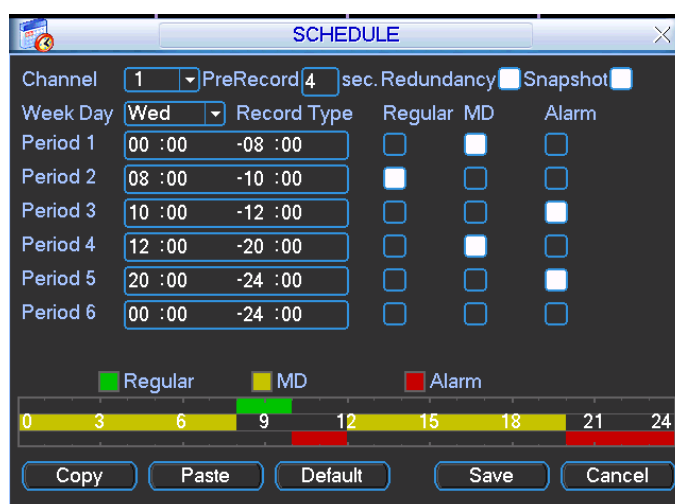 SCHEDULE
Channel 1 PreRecord 4 sec. Redundancy Snapshot
Week Day Wed Record Type Regular MD Alarm
Period 1 00 :00 -08 :00
Period 2 08 :00 -10 :00
Period 3 10 :00 -12 :00
Period 4 12 :00 -20 :00
Period 5 20 :00 -24 :00
Period 6 00 :00 -24 :00
Regular MD Alarm
0 3 6 9 12 15 18 21 24
Copy Paste Default Save Cancel